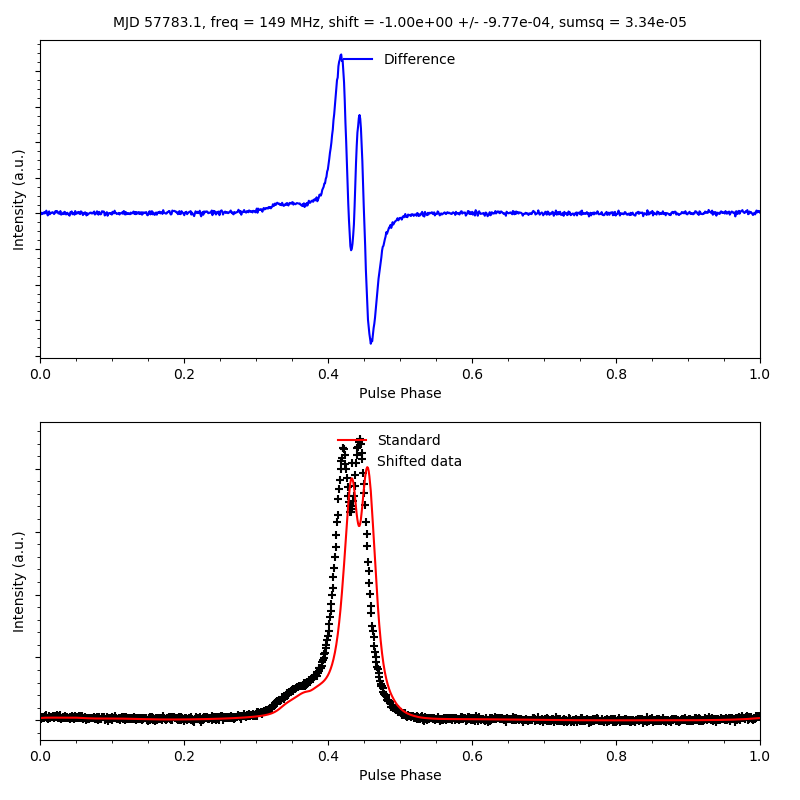 MJD 57783.1, freq = 149 MHz, shift = -1.00e+00 +/- -9.77e-04, sumsq = 3.34e-05
Difference
Intensity (a.u.)
0.0 0.2 0.4 0.6 0.8 1.0
Pulse Phase
Standard
Shifted data
Intensity (a.u.)
0.0 0.2 0.4 0.6 0.8 1.0
Pulse Phase